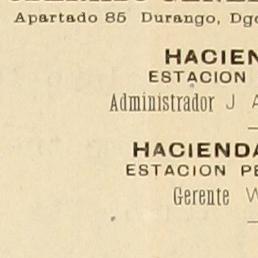 Apartado 85 Durango, Dgo
HACIEN
ESTACION
Administrador J A
HACIENDA
ESTACION PE
Gerente W